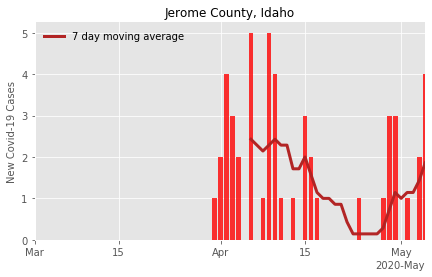 Jerome County, Idaho
7 day moving average
New Covid-19 Cases
5
4
3
2
1
0
Mar 15 Apr 15 May
2020-May